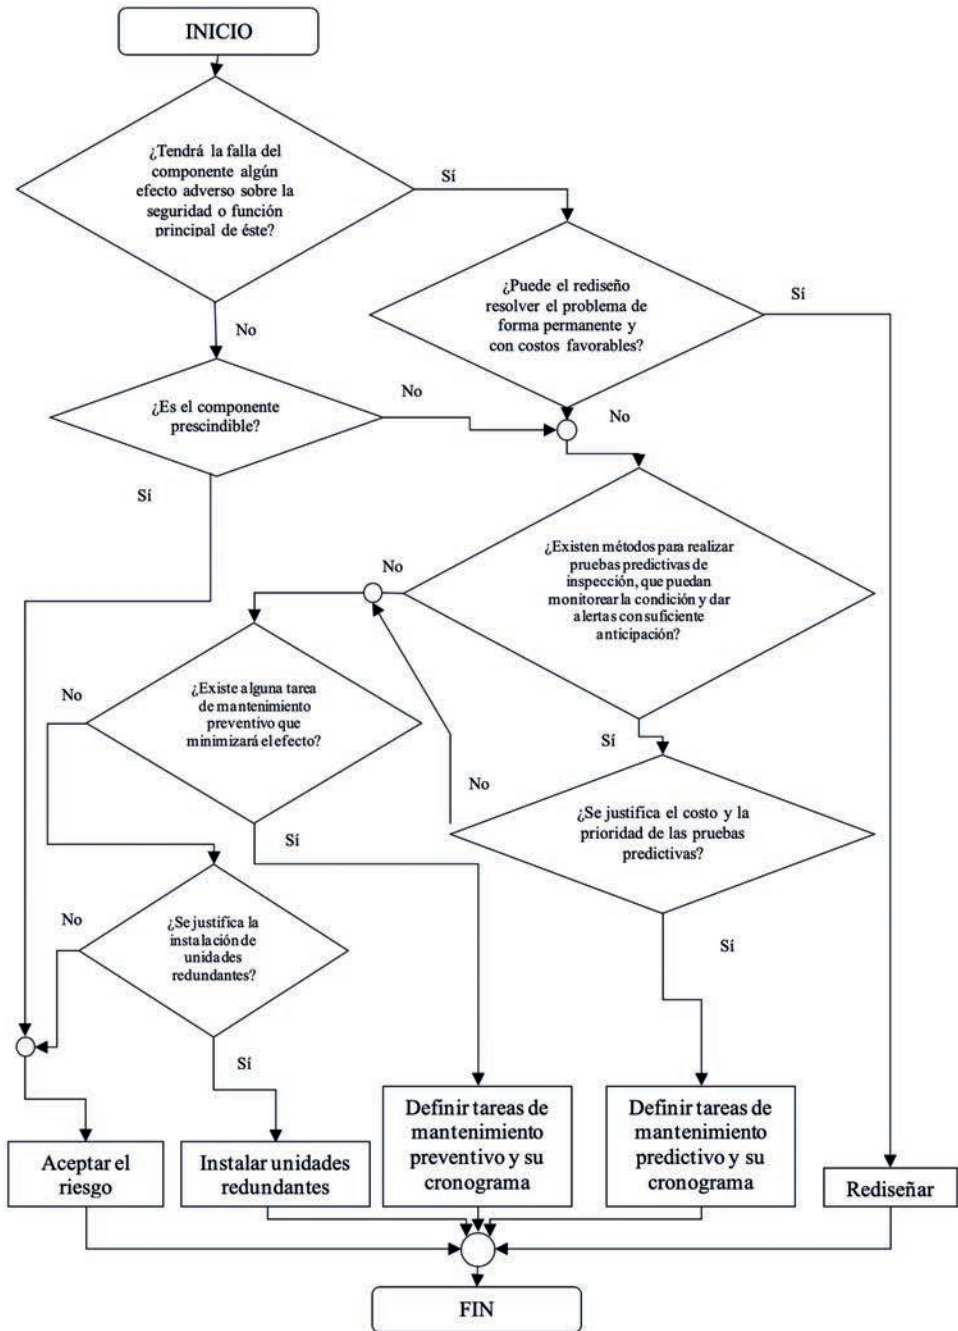 INICIO
¿Tendrá la falla del
componente algún
efecto adverso sobre la
seguridad o función
principal de éste?
Sí
¿Puede el rediseño
resolver el problema de
forma permanente y
con costos favorables?
Sí
No
No
¿Es el componente
prescindible?
No
Sí
¿Existen métodos para realizar
pruebas predictivas de
inspección, que puedan
monitorear la condición y dar
alertas con suficiente
anticipación?
No
¿Existe alguna tarea
de mantenimiento
preventivo que
minimizará el efecto?
No
Sí
Sí
¿Se justifica el costo y la
prioridad de las pruebas
predictivas?
No
Sí
¿Se justifica la
instalación de
unidades
redundantes?
No
Sí
Aceptar el
riesgo
Instalar unidades
redundantes
Definir tareas de
mantenimiento
preventivo y su
cronograma
Definir tareas de
mantenimiento
predictivo y su
cronograma
Rediseñar
FIN